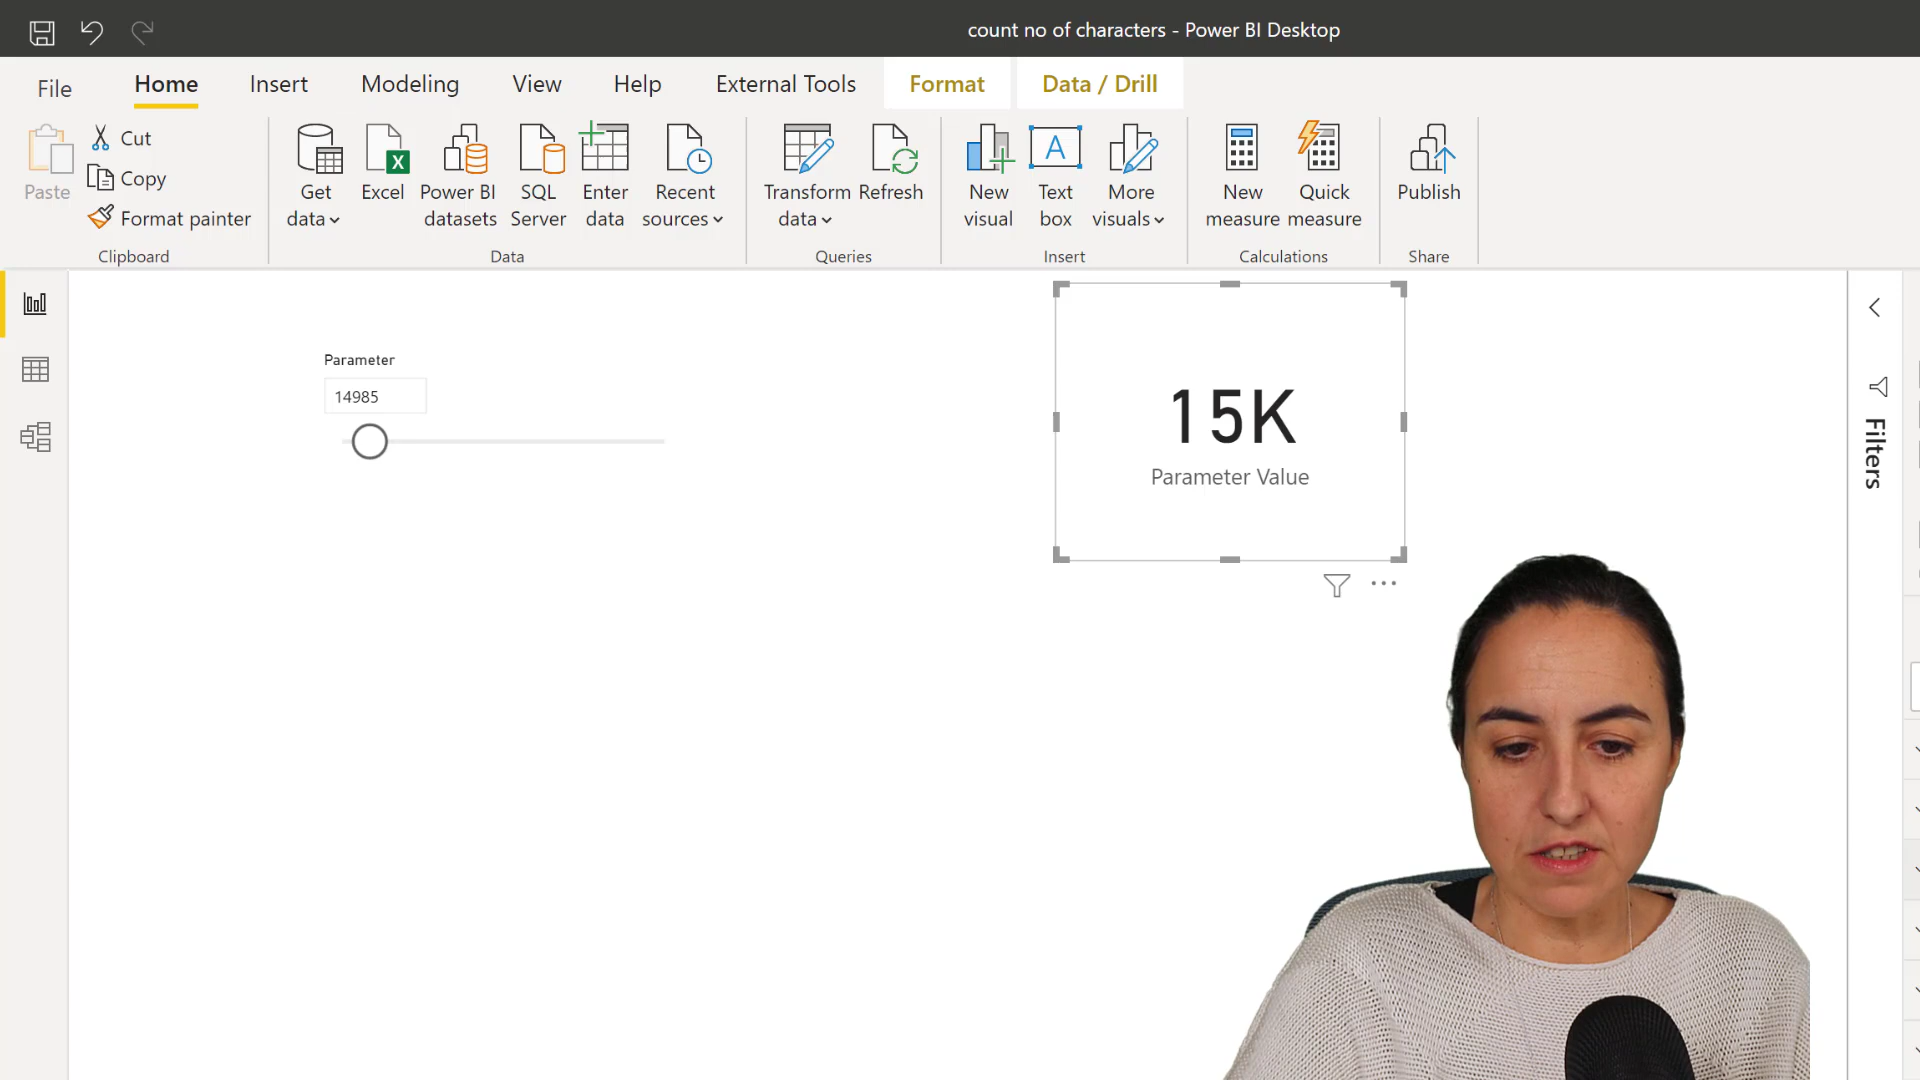 count no of characters - Power BI Desktop
File Home Insert Modeling View Help External Tools Format Data / Drill
Paste
Cut
Copy
Format painter
Clipboard
Get data
Excel
Power BI datasets
SQL Server
Enter data
Recent sources
Data
Transform data
Refresh
Queries
New visual
Text box
More visuals
Insert
New measure
Quick measure
Calculations
Publish
Share
Parameter
14985
15K
Parameter Value
Filters